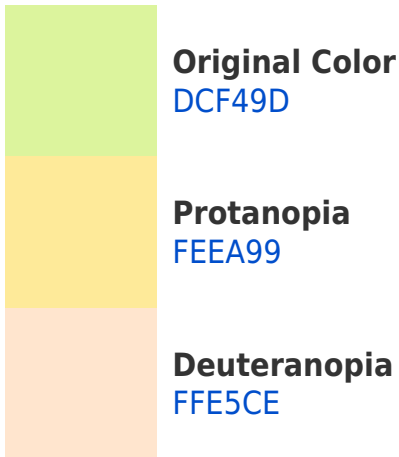 Original Color
DCF49D
Protanopia
FEEA99
Deuteranopia
FFE5CE